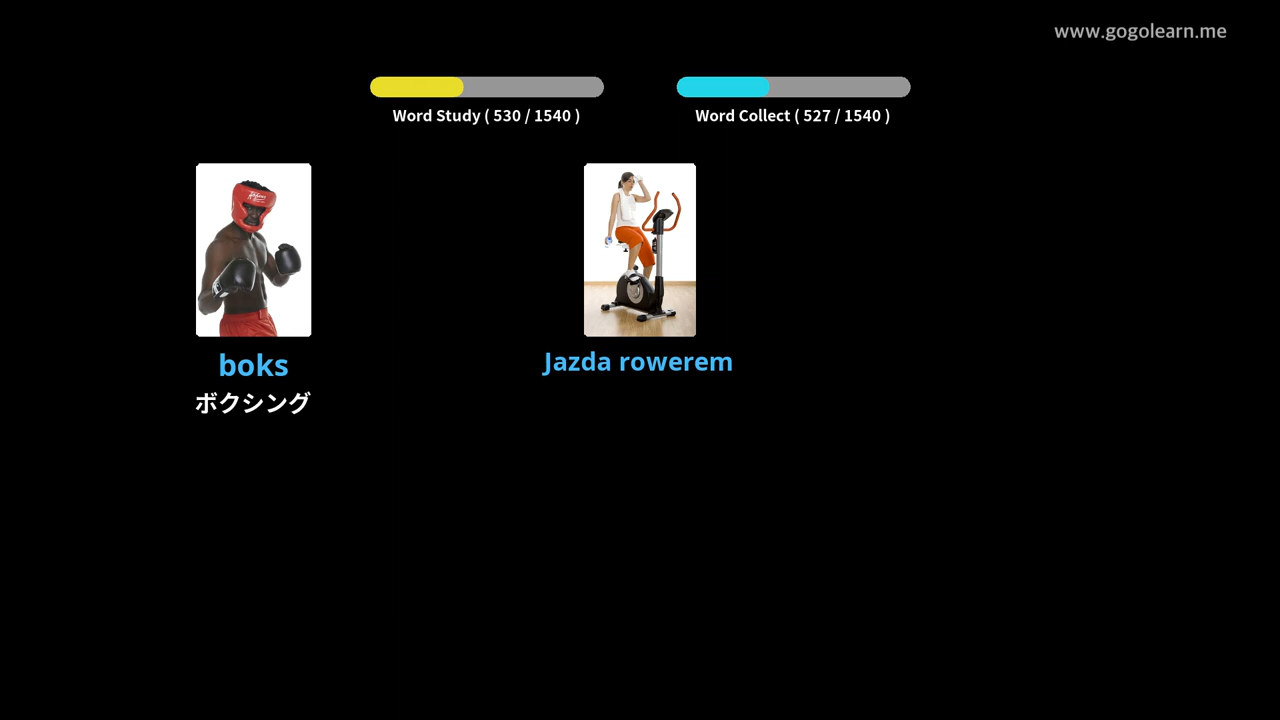 www.gogolearn.me
Word Study ( 530 / 1540 )
Word Collect ( 527 / 1540 )
boks
ボクシング
Jazda rowerem